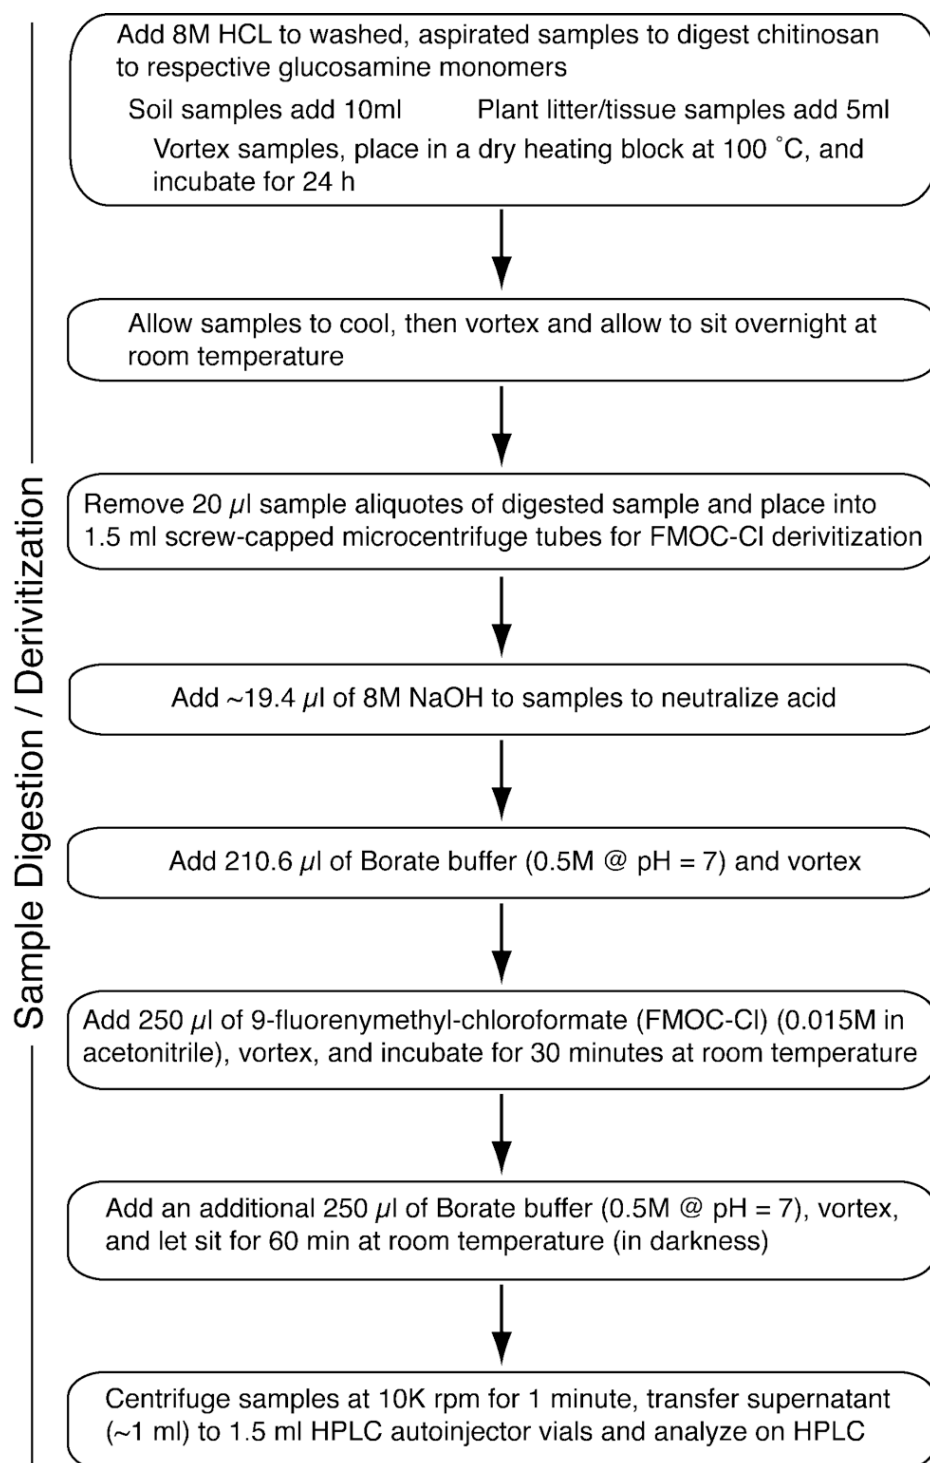 Sample Digestion / Derivitization
Add 8M HCL to washed, aspirated samples to digest chitinosan
to respective glucosamine monomers
Soil samples add 10ml    Plant litter/tissue samples add 5ml
Vortex samples, place in a dry heating block at 100 ˚C, and
incubate for 24 h
Allow samples to cool, then vortex and allow to sit overnight at
room temperature
Remove 20 µl sample aliquotes of digested sample and place into
1.5 ml screw-capped microcentrifuge tubes for FMOC-Cl derivitization
Add ~19.4 µl of 8M NaOH to samples to neutralize acid
Add 210.6 µl of Borate buffer (0.5M @ pH = 7) and vortex
Add 250 µl of 9-fluorenymethyl-chloroformate (FMOC-Cl) (0.015M in
acetonitrile), vortex, and incubate for 30 minutes at room temperature
Add an additional 250 µl of Borate buffer (0.5M @ pH = 7), vortex,
and let sit for 60 min at room temperature (in darkness)
Centrifuge samples at 10K rpm for 1 minute, transfer supernatant
(~1 ml) to 1.5 ml HPLC autoinjector vials and analyze on HPLC